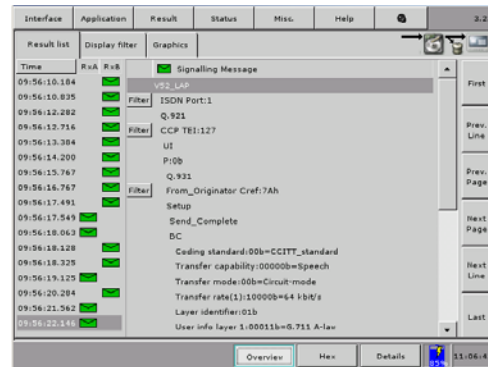 Interface Application Result Status Misc. Help 3.2
Result list Display filter Graphics
Time RxA RxB
09:56:10.184
09:56:10.835
09:56:12.282
09:56:12.716
09:56:13.384
09:56:14.200
09:56:15.767
09:56:16.767
09:56:17.491
09:56:17.549
09:56:18.063
09:56:18.128
09:56:18.325
09:56:19.125
09:56:20.284
09:56:21.562
09:56:22.146
Signalling Message
V52_LAP
Filter ISDN Port:1
Q.921
Filter CCP TEI:127
UI
P:0b
Q.931
Filter From_Originator Cref:7Ah
Setup
Send_Complete
BC
Coding standard:00b=CCITT_standard
Transfer capability:00000b=Speech
Transfer mode:00b=Circuit-mode
Transfer rate(1):10000b=64 kbit/s
Layer identifier:01b
User info layer 1:00011b=G.711 A-law
First
Prev.
Line
Prev.
Page
Next
Page
Next
Line
Last
Overview Hex Details 85% 11:06:4